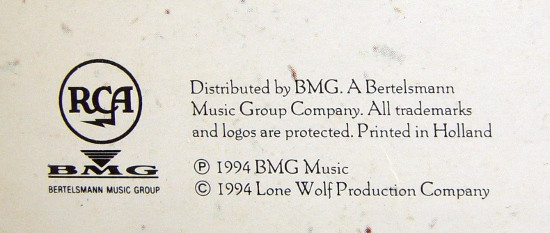 RCA
BMG
BERTELSMANN MUSIC GROUP
Distributed by BMG. A Bertelsmann
Music Group Company. All trademarks
and logos are protected. Printed in Holland
℗ 1994 BMG Music
© 1994 Lone Wolf Production Company